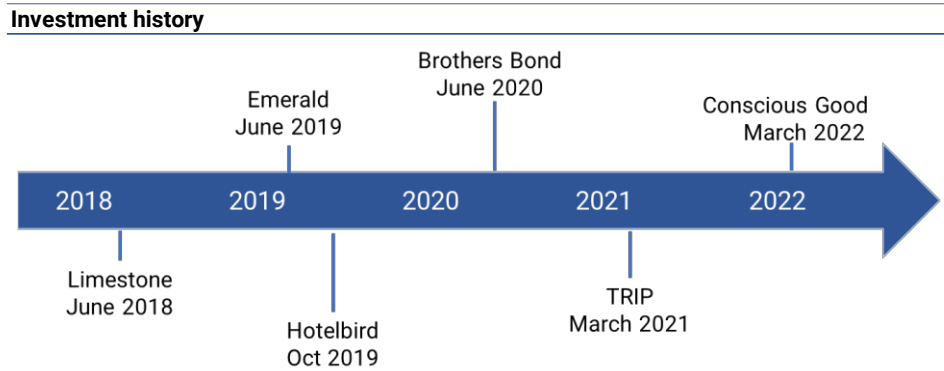 Investment history
Brothers Bond
June 2020
Emerald
June 2019
Conscious Good
March 2022
2018
2019
2020
2021
2022
Limestone
June 2018
TRIP
March 2021
Hotelbird
Oct 2019